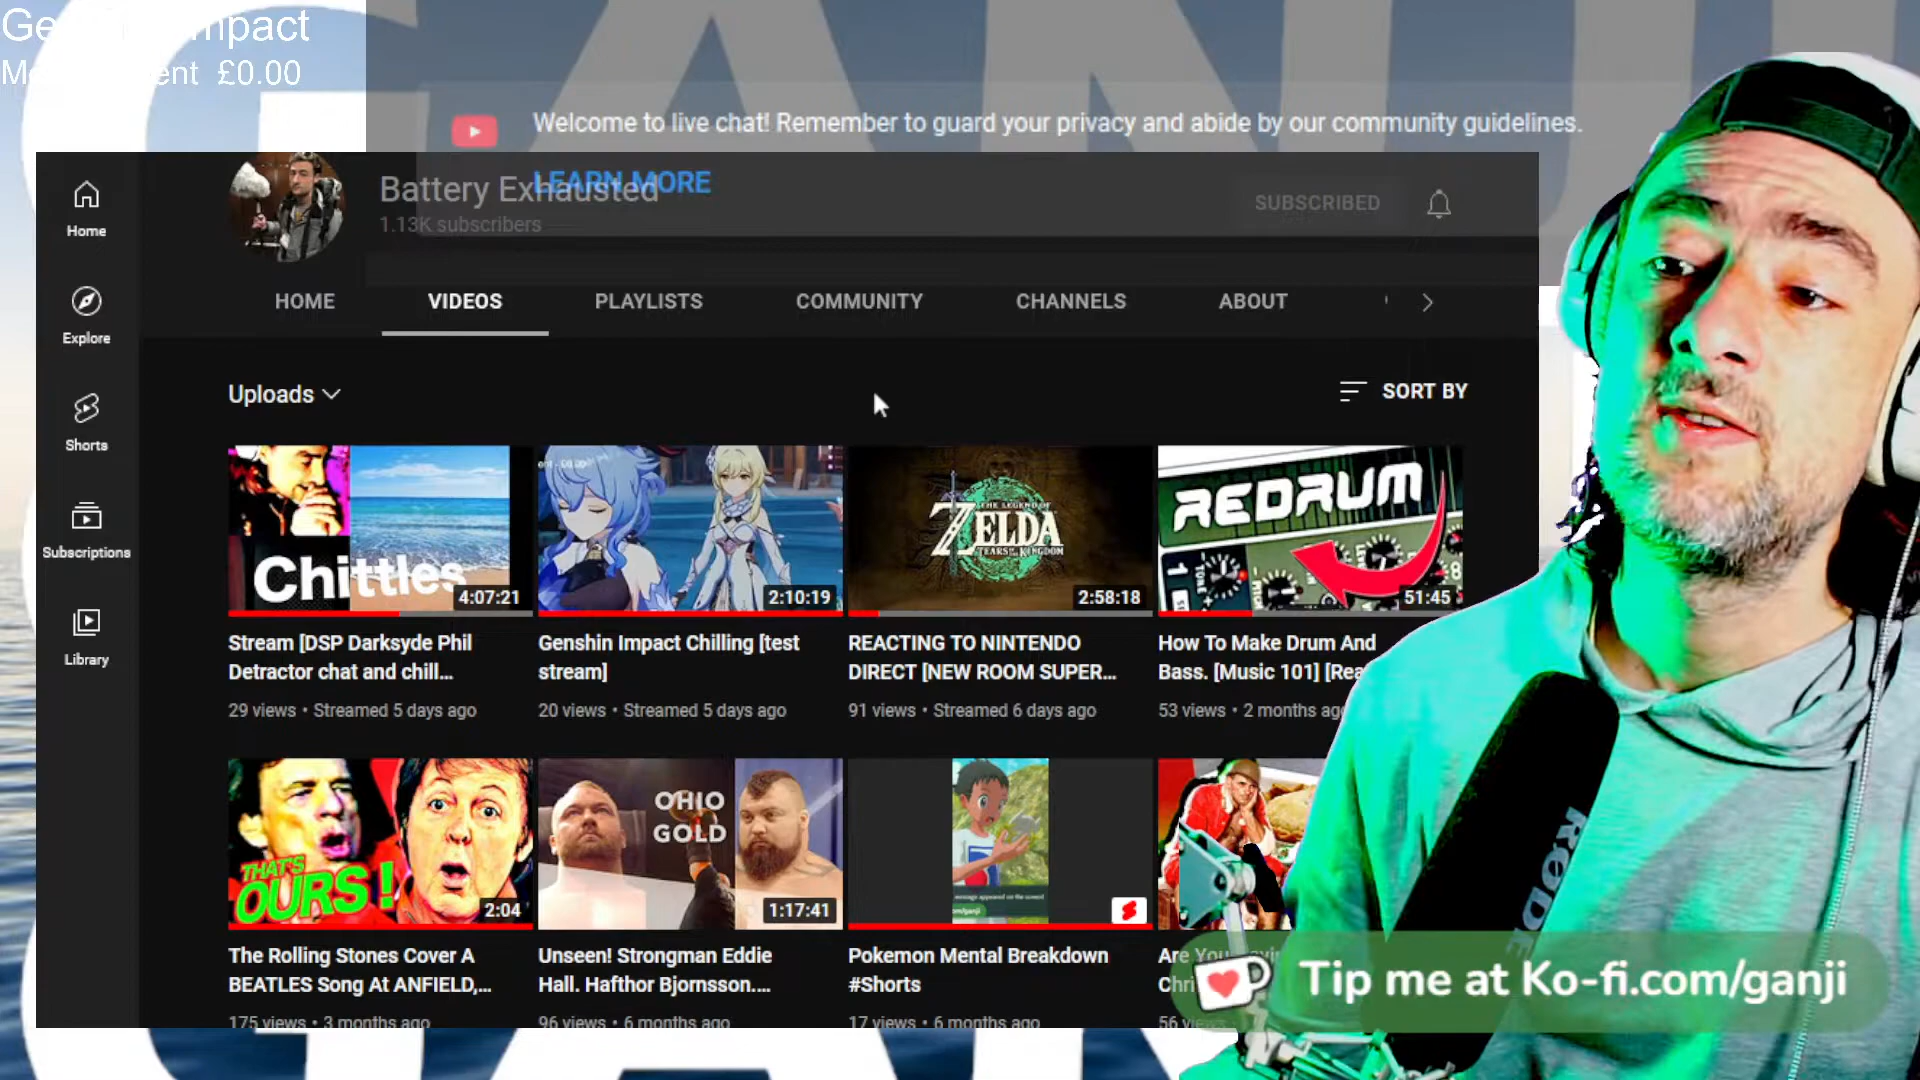 Welcome to live chat! Remember to guard your privacy and abide by our community guidelines.
LEARN MORE
£0.00
Battery Exhausted
1.13K subscribers
SUBSCRIBED
HOME
VIDEOS
PLAYLISTS
COMMUNITY
CHANNELS
ABOUT
Home
Explore
Shorts
Subscriptions
Library
Uploads
SORT BY
Chittles
4:07:21
2:10:19
THE LEGEND OF
ZELDA
TEARS OF THE KINGDOM
2:58:18
REDRUM
51:45
Stream [DSP Darksyde Phil
Detractor chat and chill...
29 views • Streamed 5 days ago
Genshin Impact Chilling [test
stream]
20 views • Streamed 5 days ago
REACTING TO NINTENDO
DIRECT [NEW ROOM SUPER...
91 views • Streamed 6 days ago
How To Make Drum And
Bass. [Music 101]
53 views • 2 months ago
THAT'S
OURS!
2:04
OHIO
GOLD
1:17:41
The Rolling Stones Cover A
BEATLES Song At ANFIELD,...
175 views • 3 months ago
Unseen! Strongman Eddie
Hall. Hafthor Bjornsson....
96 views • 6 months ago
Pokemon Mental Breakdown
#Shorts
17 views • 6 months ago
Are You
56 views
RØDE
Tip me at Ko-fi.com/ganji